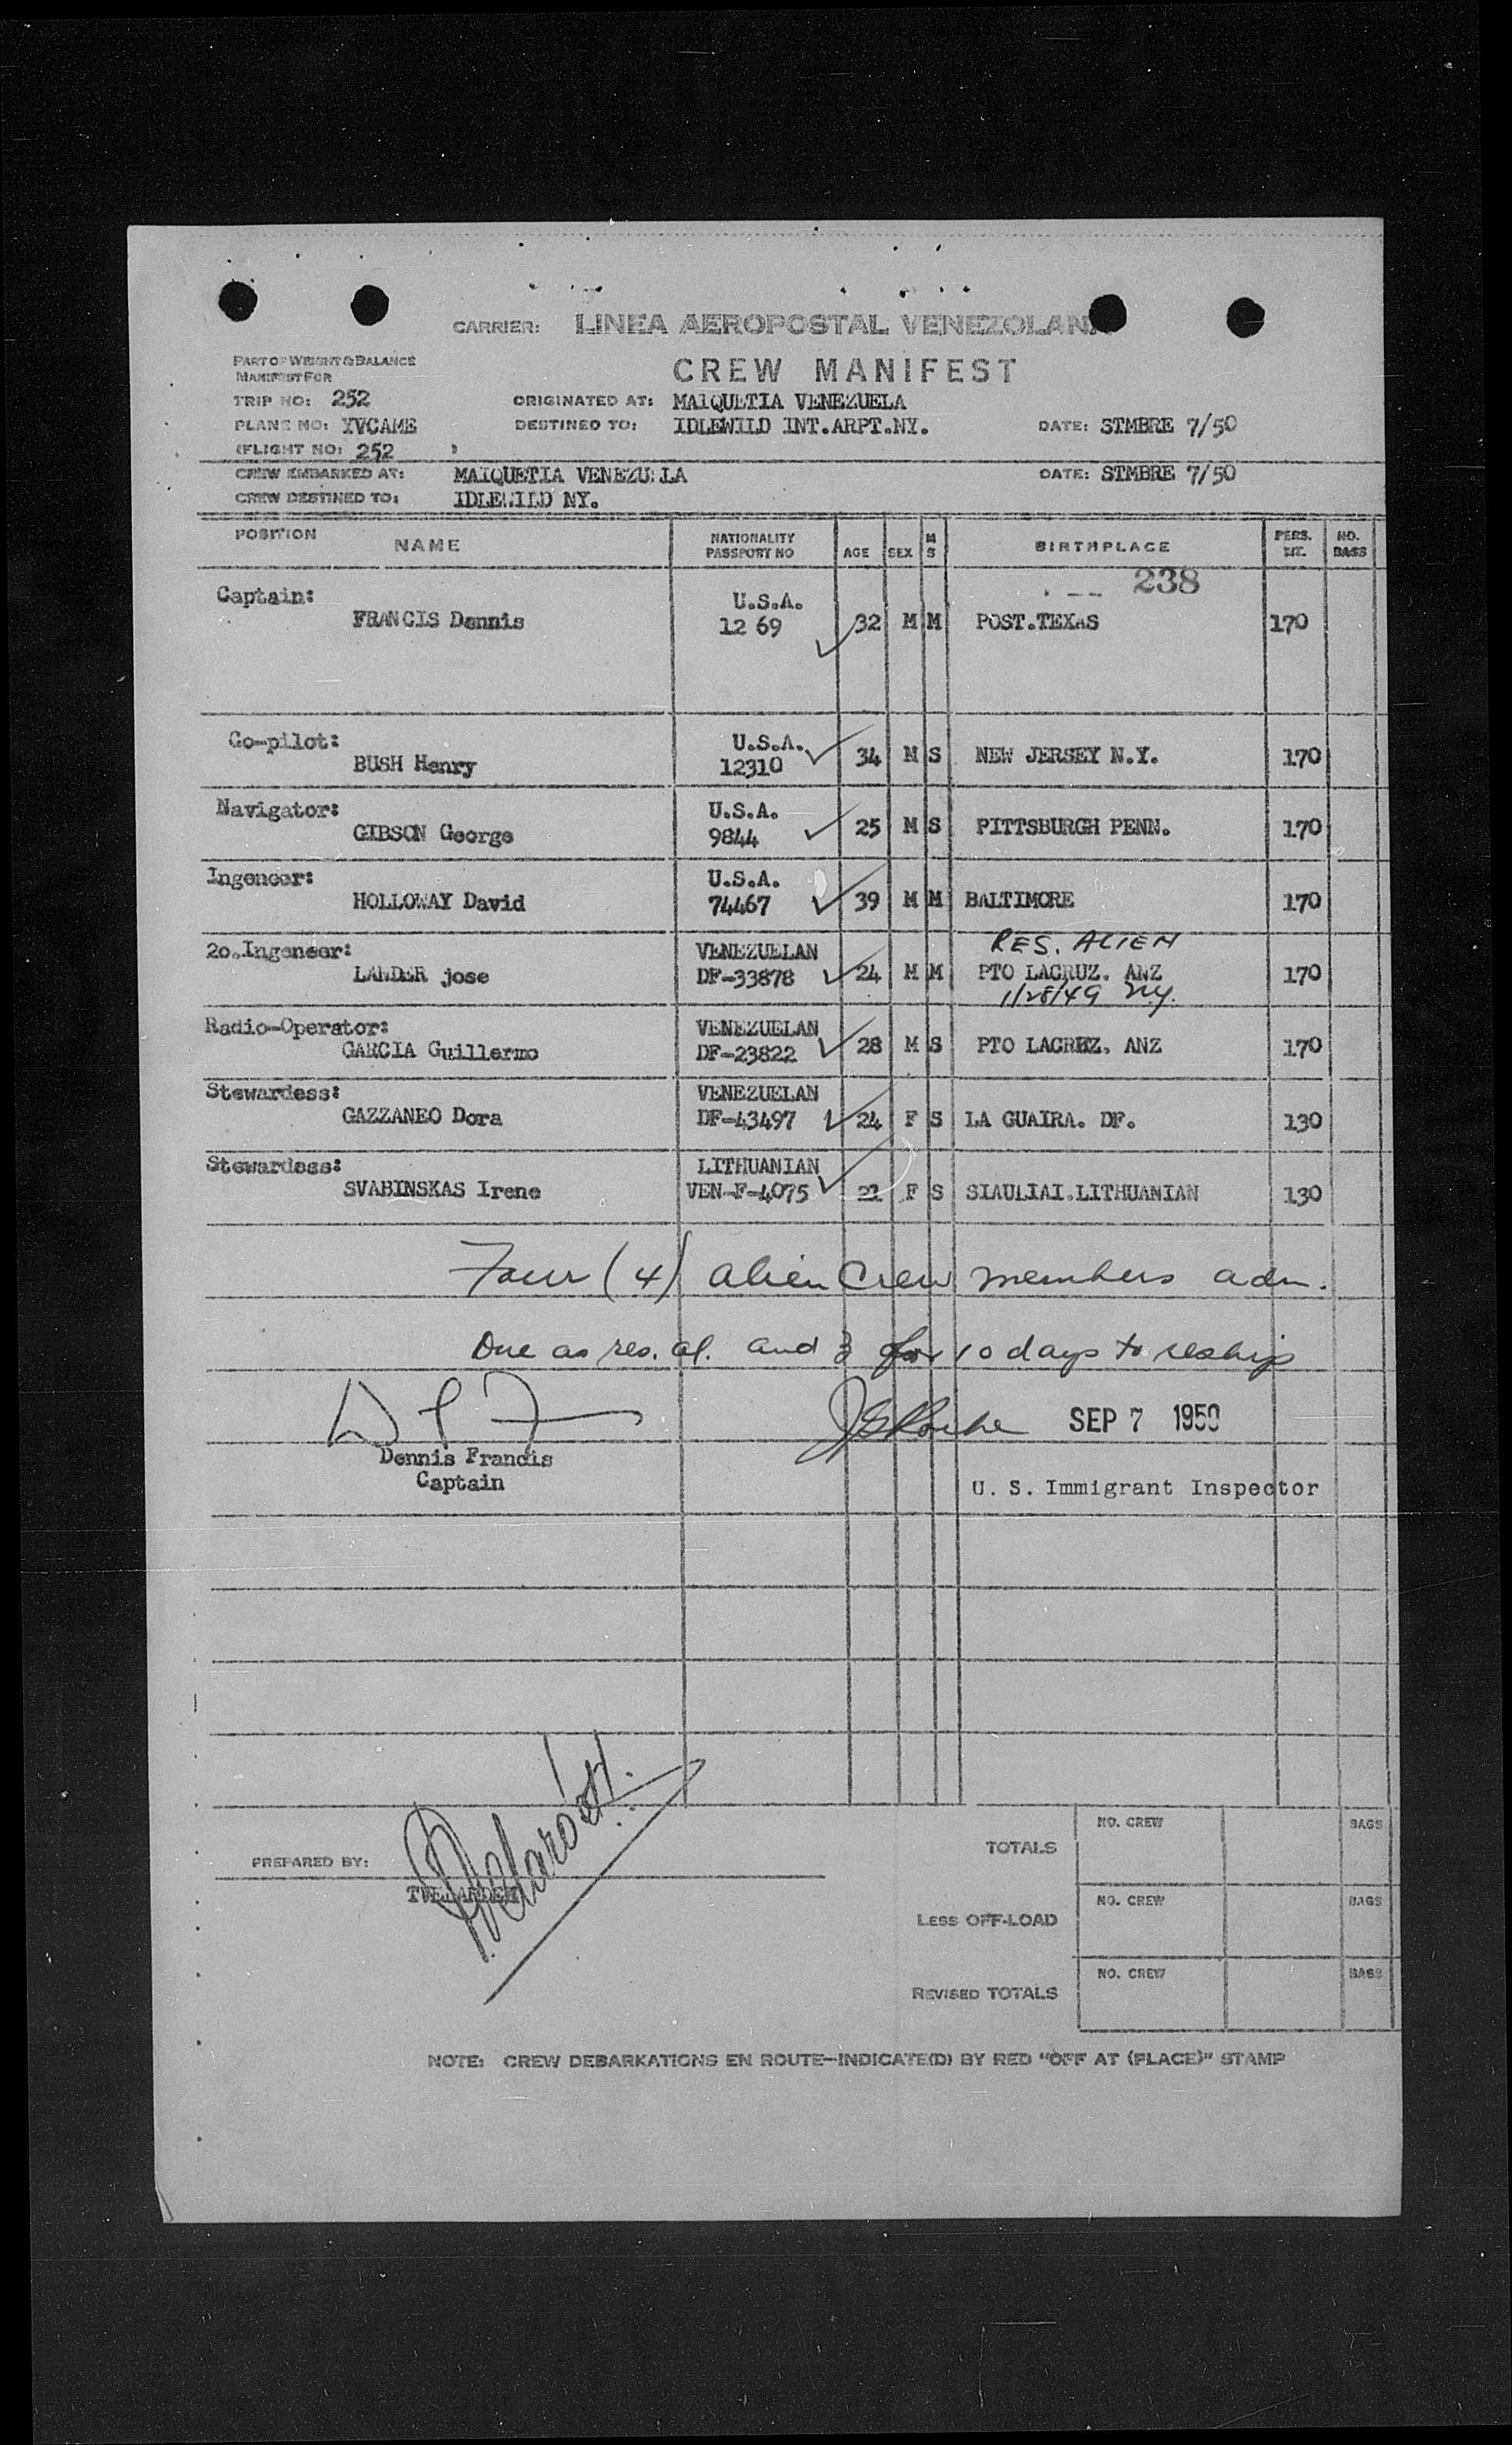 CARRIER: LINEA AEROPOSTAL VENEZOLANA
PART OF WEIGHT & BALANCE
MANIFEST FOR
CREW MANIFEST
TRIP NO: 252 ORIGINATED AT: MAIQUETIA VENEZUELA
PLANE NO: YVCAME DESTINED TO: IDLEWILD INT.ARPT.NY. DATE: STMBRE 7/50
(FLIGHT NO: 252 )
CREW EMBARKED AT: MAIQUETIA VENEZUELA DATE: STMBRE 7/50
CREW DESTINED TO: IDLEWILD NY.
POSITION NAME NATIONALITY PASSPORT NO AGE SEX M S BIRTHPLACE PERS. WT. NO. BAGS
238
Captain: U.S.A.
FRANCIS Dennis 12 69 32 M M POST.TEXAS 170
Co-pilot: U.S.A.
BUSH Henry 12310 34 M S NEW JERSEY N.Y. 170
Navigator: U.S.A.
GIBSON George 9844 25 M S PITTSBURGH PENN. 170
Ingeneer: U.S.A.
HOLLOWAY David 74467 39 M M BALTIMORE 170
2o.Ingeneer: VENEZUELAN RES. ALIEN
LANDER jose DF-33878 24 M M PTO LACRUZ. ANZ 170
1/28/49 N.Y.
Radio-Operator: VENEZUELAN
GARCIA Guillermo DF-23822 28 M S PTO LACRUZ. ANZ 170
Stewardess: VENEZUELAN
GAZZANEO Dora DF-43497 24 F S LA GUAIRA. DF. 130
Stewardess: LITHUANIAN
SVABINSKAS Irene VEN-F-4075 22 F S SIAULIAI.LITHUANIAN 130
Four (4) alien Crew members adm.
One as res. al. and 3 for 10 days to reship
SEP 7 1950
Dennis Francis
Captain
U. S. Immigrant Inspector
PREPARED BY:
TOTALS NO. CREW BAGS
LESS OFF-LOAD NO. CREW BAGS
REVISED TOTALS NO. CREW BAGS
NOTE: CREW DEBARKATIONS EN ROUTE—INDICATE(D) BY RED "OFF AT (PLACE)" STAMP